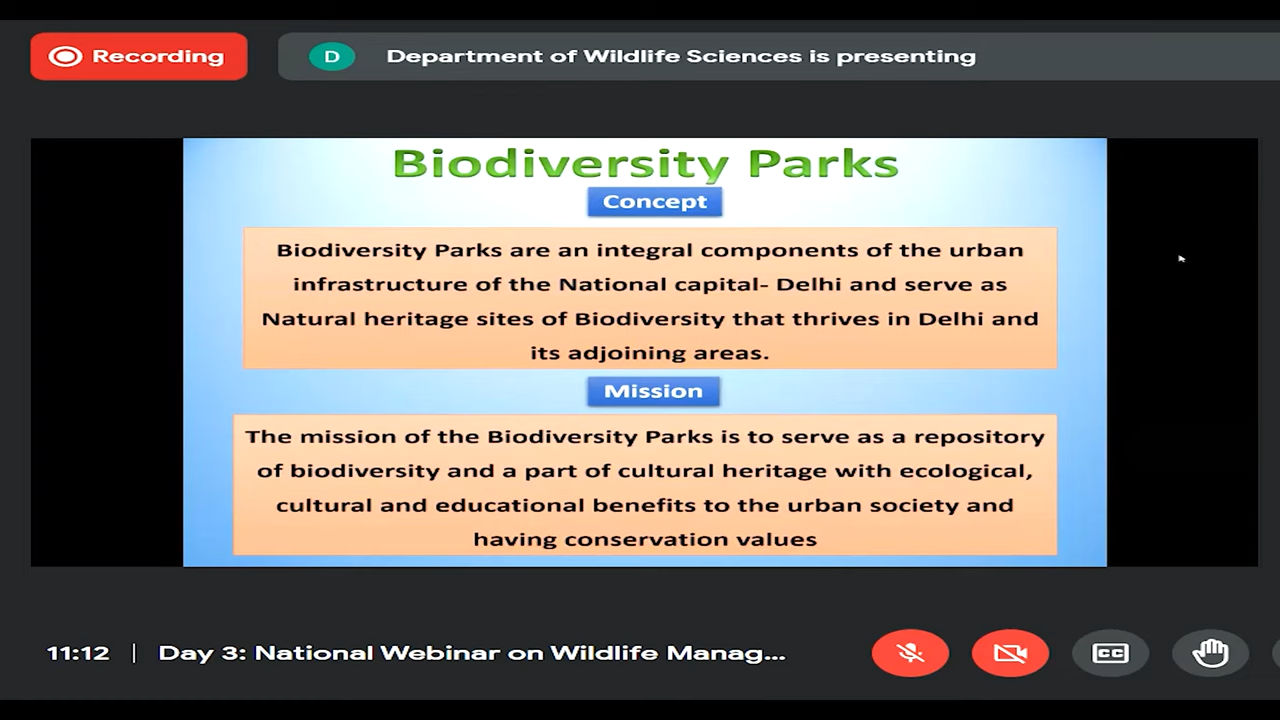 Recording
D
Department of Wildlife Sciences is presenting
Biodiversity Parks
Concept
Biodiversity Parks are an integral components of the urban
infrastructure of the National capital- Delhi and serve as
Natural heritage sites of Biodiversity that thrives in Delhi and
its adjoining areas.
Mission
The mission of the Biodiversity Parks is to serve as a repository
of biodiversity and a part of cultural heritage with ecological,
cultural and educational benefits to the urban society and
having conservation values
11:12 | Day 3: National Webinar on Wildlife Manag...
CC